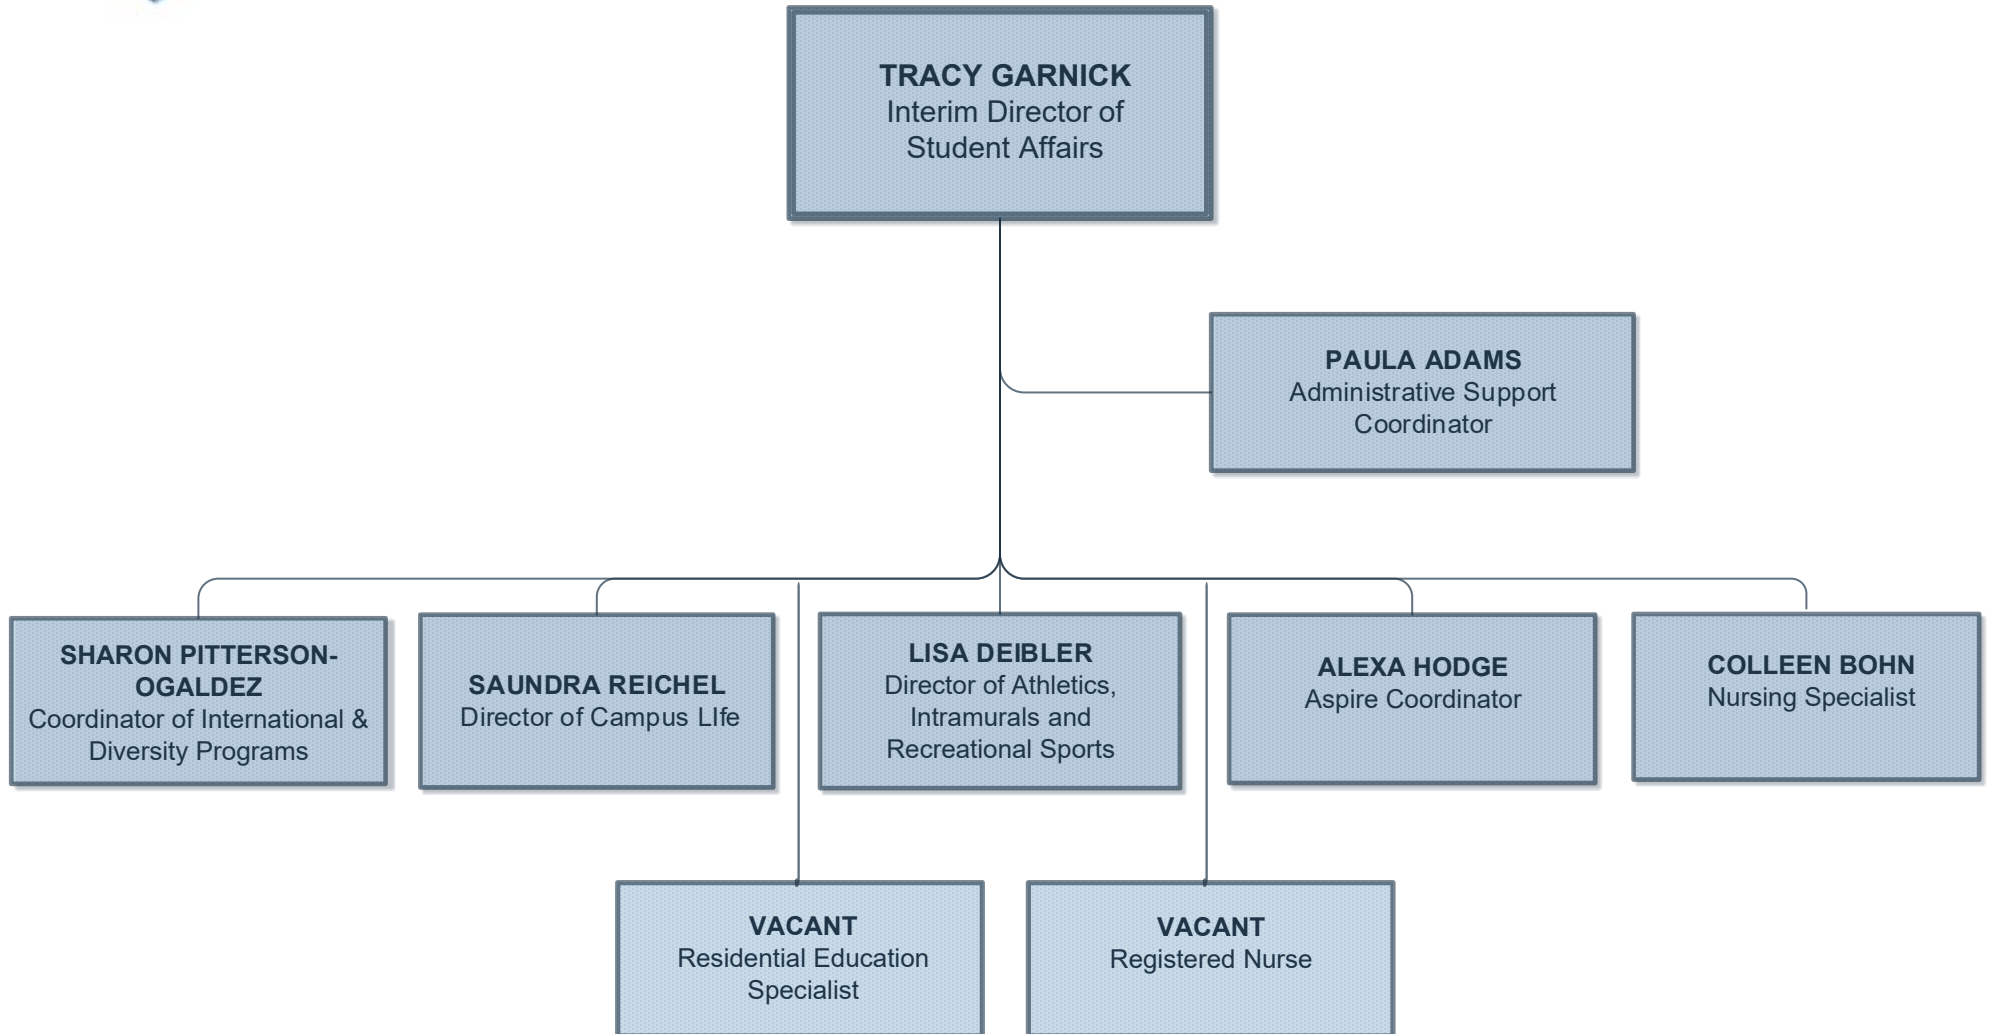 TRACY GARNICK
Interim Director of
Student Affairs
PAULA ADAMS
Administrative Support
Coordinator
SHARON PITTERSON-
OGALDEZ
Coordinator of International &
Diversity Programs
SAUNDRA REICHEL
Director of Campus LIfe
LISA DEIBLER
Director of Athletics,
Intramurals and
Recreational Sports
ALEXA HODGE
Aspire Coordinator
COLLEEN BOHN
Nursing Specialist
VACANT
Residential Education
Specialist
VACANT
Registered Nurse